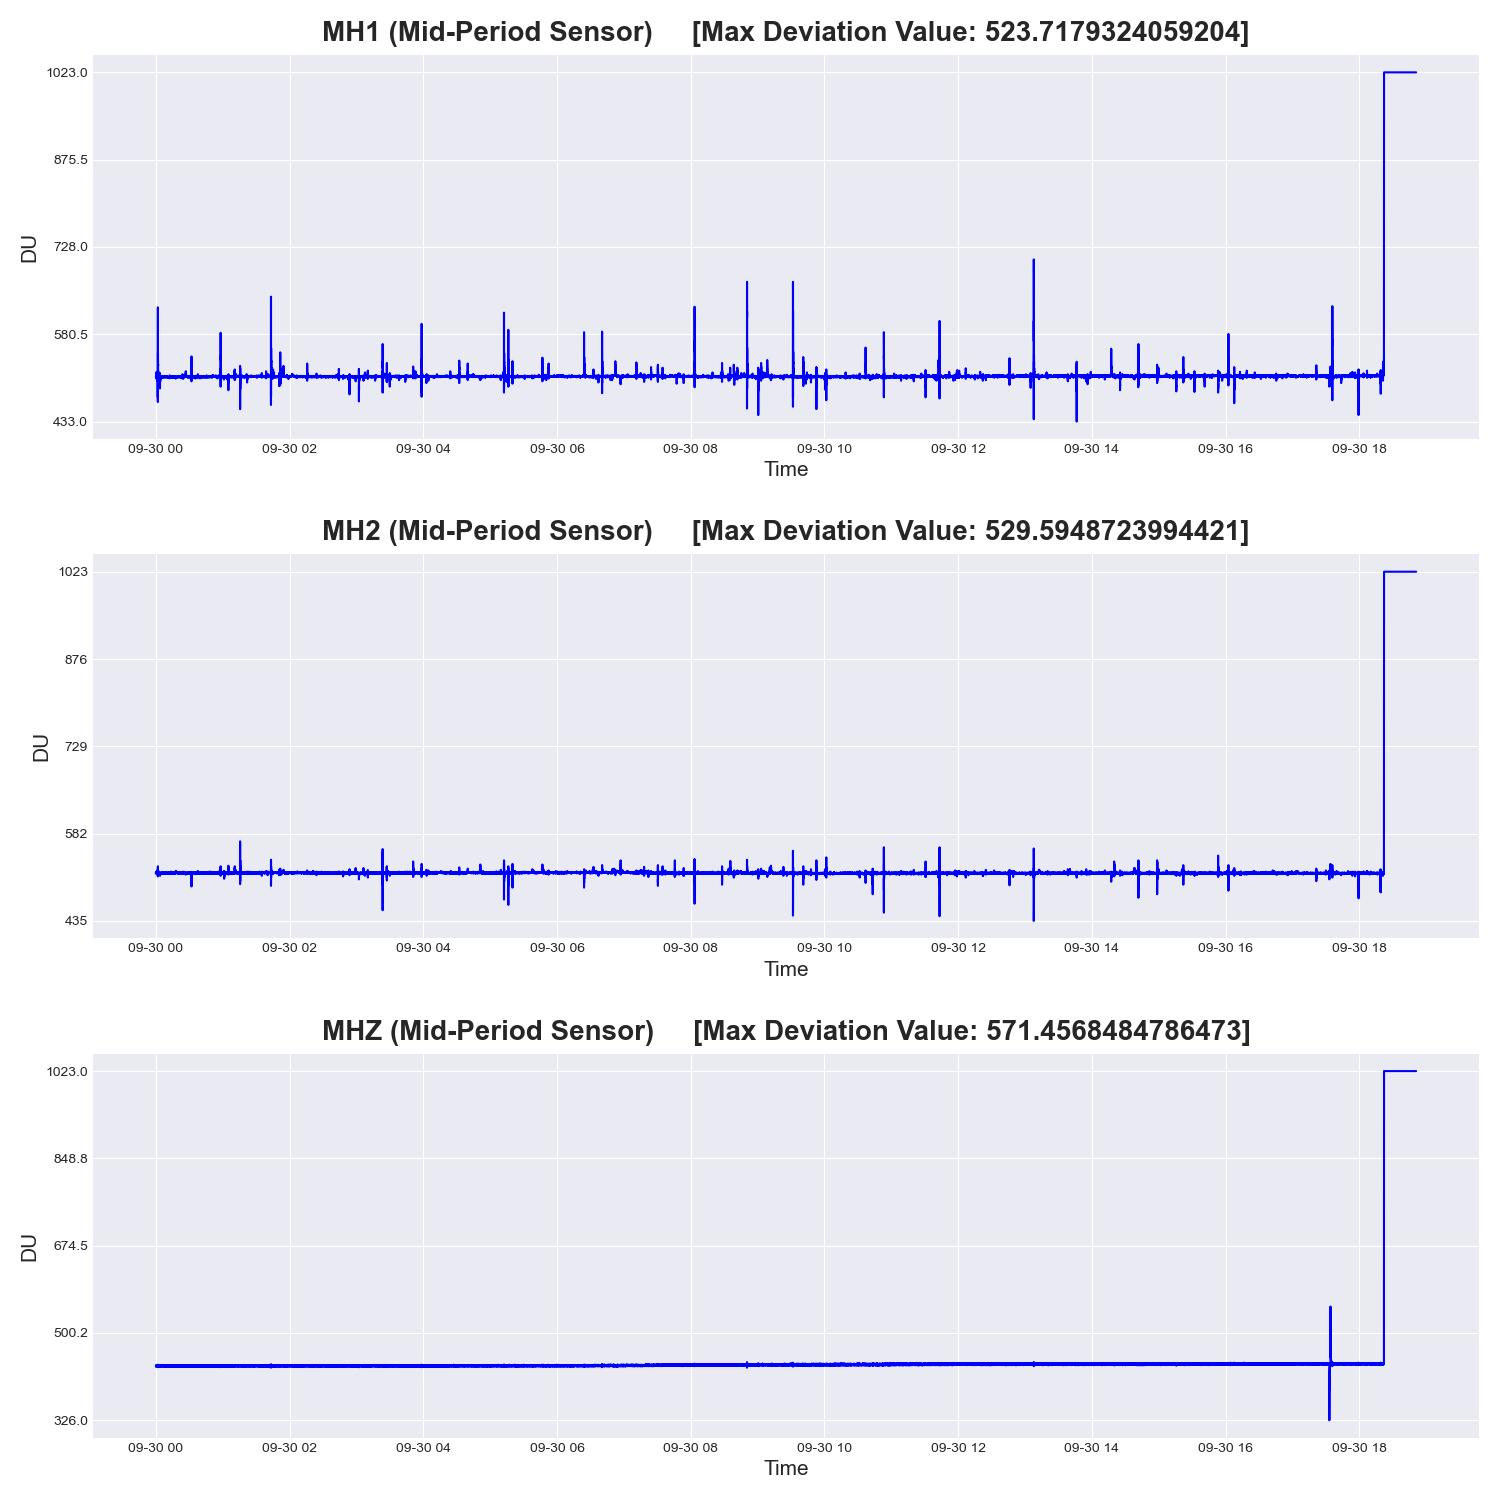 MH1 (Mid-Period Sensor) [Max Deviation Value: 523.7179324059204]
1023.0
875.5
728.0
580.5
433.0
DU
09-30 00 09-30 02 09-30 04 09-30 06 09-30 08 09-30 10 09-30 12 09-30 14 09-30 16 09-30 18
Time
MH2 (Mid-Period Sensor) [Max Deviation Value: 529.5948723994421]
1023
876
729
582
435
DU
09-30 00 09-30 02 09-30 04 09-30 06 09-30 08 09-30 10 09-30 12 09-30 14 09-30 16 09-30 18
Time
MHZ (Mid-Period Sensor) [Max Deviation Value: 571.4568484786473]
1023.0
848.8
674.5
500.2
326.0
DU
09-30 00 09-30 02 09-30 04 09-30 06 09-30 08 09-30 10 09-30 12 09-30 14 09-30 16 09-30 18
Time